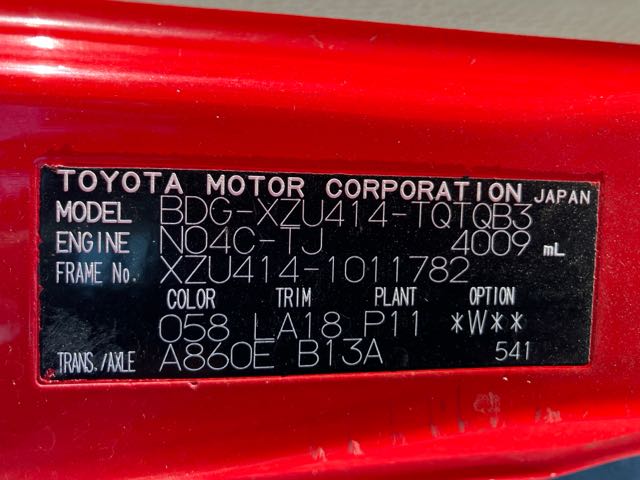 TOYOTA MOTOR CORPORATION JAPAN
MODEL BDG-XZU414-TQTQB3
ENGINE N04C-TJ 4009 mL
FRAME No. XZU414-1011782
COLOR TRIM PLANT OPTION
058 LA18 P11 *W**
TRANS./AXLE A860E B13A 541